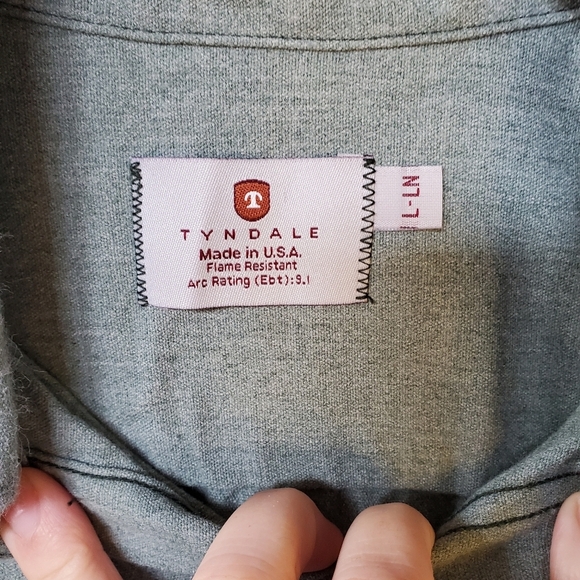 T
TYNDALE
Made in U.S.A.
Flame Resistant
Arc Rating (Ebt):9.1
L-LN